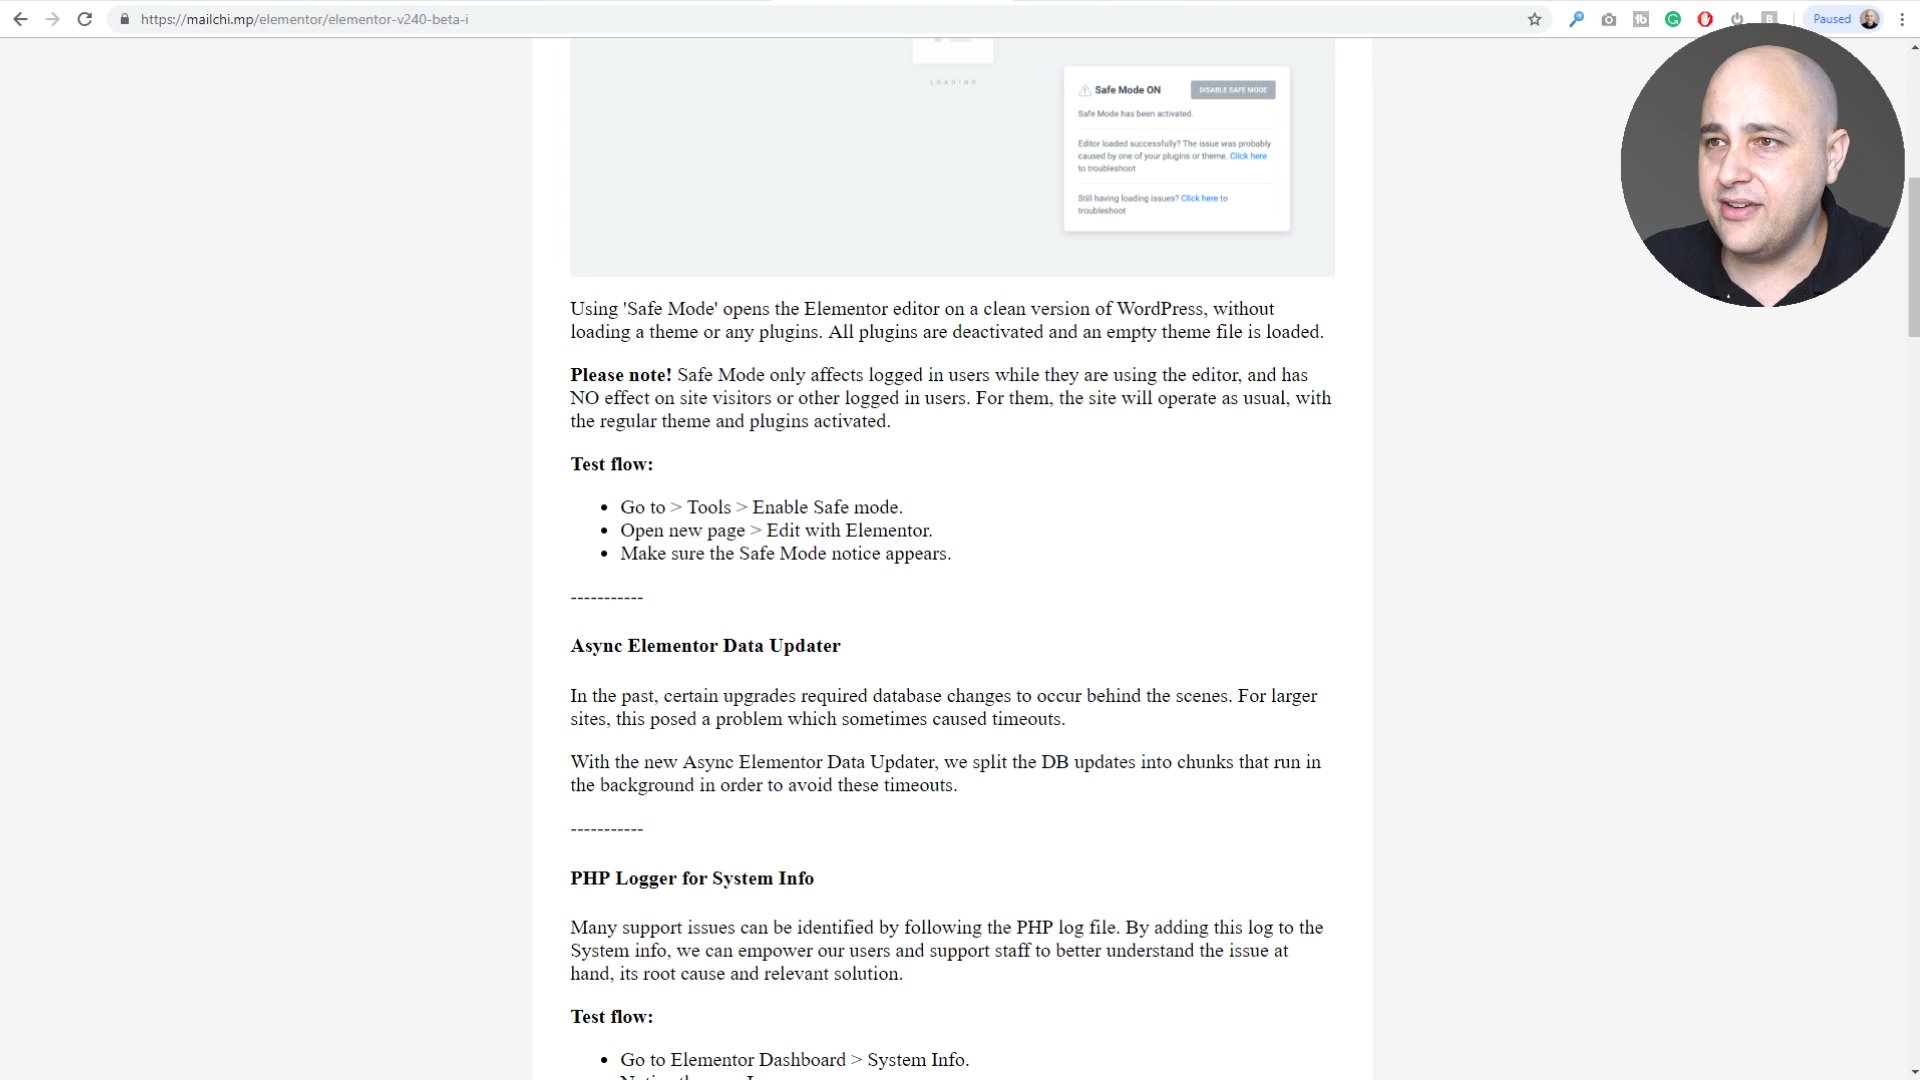 https://mailchi.mp/elementor/elementor-v240-beta-i
Paused
LOADING
Safe Mode ON
DISABLE SAFE MODE
Safe Mode has been activated.
Editor loaded successfully? The issue was probably
caused by one of your plugins or theme. Click here
to troubleshoot
Still having loading issues? Click here to
troubleshoot
Using 'Safe Mode' opens the Elementor editor on a clean version of WordPress, without
loading a theme or any plugins. All plugins are deactivated and an empty theme file is loaded.
Please note! Safe Mode only affects logged in users while they are using the editor, and has
NO effect on site visitors or other logged in users. For them, the site will operate as usual, with
the regular theme and plugins activated.
Test flow:
• Go to > Tools > Enable Safe mode.
• Open new page > Edit with Elementor.
• Make sure the Safe Mode notice appears.
-----------
Async Elementor Data Updater
In the past, certain upgrades required database changes to occur behind the scenes. For larger
sites, this posed a problem which sometimes caused timeouts.
With the new Async Elementor Data Updater, we split the DB updates into chunks that run in
the background in order to avoid these timeouts.
-----------
PHP Logger for System Info
Many support issues can be identified by following the PHP log file. By adding this log to the
System info, we can empower our users and support staff to better understand the issue at
hand, its root cause and relevant solution.
Test flow:
• Go to Elementor Dashboard > System Info.